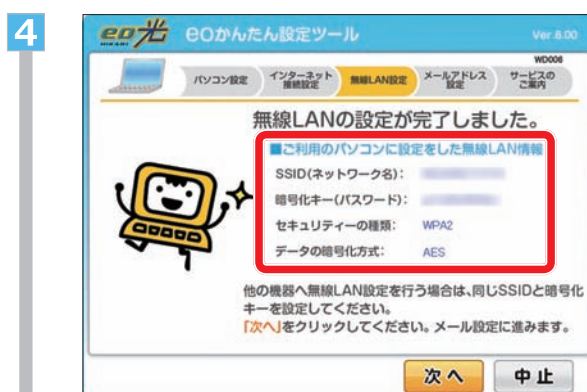 4
eo光 eoかんたん設定ツール Ver.6.00
WD006
パソコン設定 インターネット接続設定 無線LAN設定 メールアドレス設定 サービスのご案内
無線LANの設定が完了しました。
■ご利用のパソコンに設定をした無線LAN情報
SSID(ネットワーク名):
暗号化キー(パスワード):
セキュリティーの種類: WPA2
データの暗号化方式: AES
他の機器へ無線LAN設定を行う場合は、同じSSIDと暗号化
キーを設定してください。
「次へ」をクリックしてください。メール設定に進みます。
次へ 中止